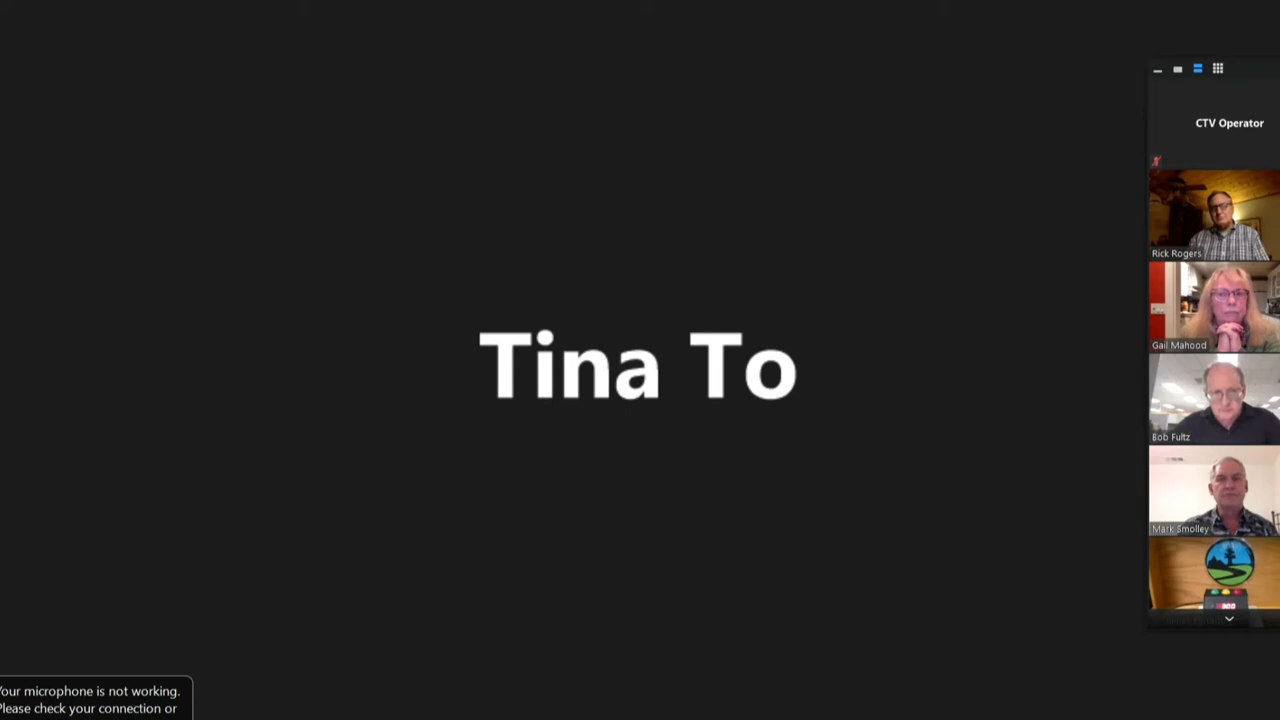 CTV Operator
Rick Rogers
Gail Mahood
Tina To
Bob Fultz
Mark Smolley
300
Your microphone is not working.
Please check your connection or